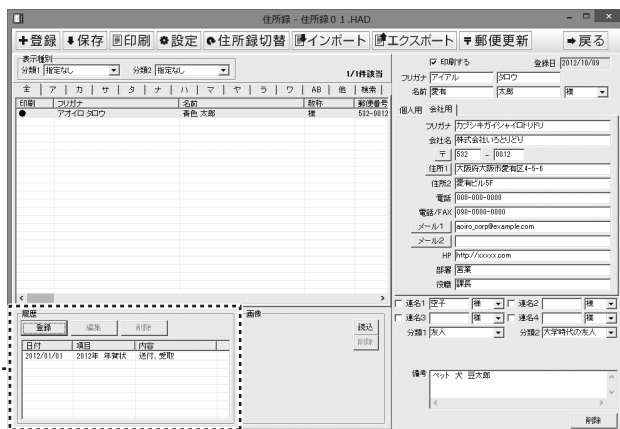 住所録 - 住所録０１.HAD
登録 保存 印刷 設定 住所録切替 インポート エクスポート 〒郵便更新 戻る
表示種別
分類1 指定なし 分類2 指定なし
1/1件該当
全 ア カ サ タ ナ ハ マ ヤ ラ ワ AB 他 検索
印刷 フリガナ 名前 敬称 郵便番号
● アオイロ タロウ 青色 太郎 様 532-0012
履歴
登録 編集 削除
日付 項目 内容
2012/01/01 2012年 年賀状 送付、受取
画像
読込
削除
印刷する 登録日 2012/10/09
フリガナ アイアル タロウ
名前 愛有 太郎 様
個人用 会社用
フリガナ カブシキガイシャイロトリドリ
会社名 株式会社いろとりどり
〒 532 - 0012
住所1 大阪府大阪市愛有区4-5-6
住所2 愛有ビル5F
電話 000-000-0000
電話/FAX 090-0000-0000
メール1 aoiro_corp@example.com
メール2
HP http://xxxxx.com
部署 営業
役職 課長
連名1 空子 様 連名2 様
連名3 様 連名4 様
分類1 友人 分類2 大学時代の友人
備考 ペット 犬 豆太郎
削除